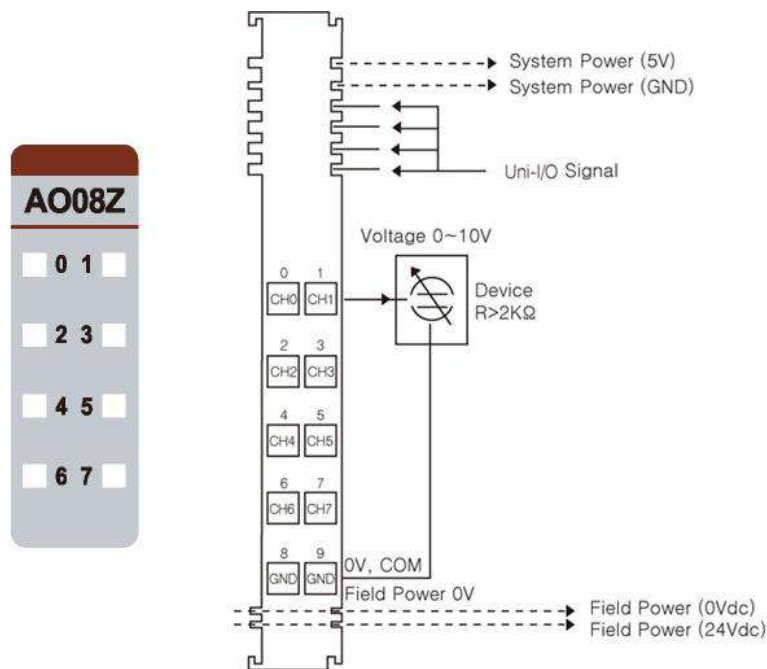 AO08Z
0 1
2 3
4 5
6 7
System Power (5V)
System Power (GND)
Uni-I/O Signal
Voltage 0~10V
Device
R>2KΩ
0 1
CH0 CH1
2 3
CH2 CH3
4 5
CH4 CH5
6 7
CH6 CH7
8 9
GND GND
0V, COM
Field Power 0V
Field Power (0Vdc)
Field Power (24Vdc)